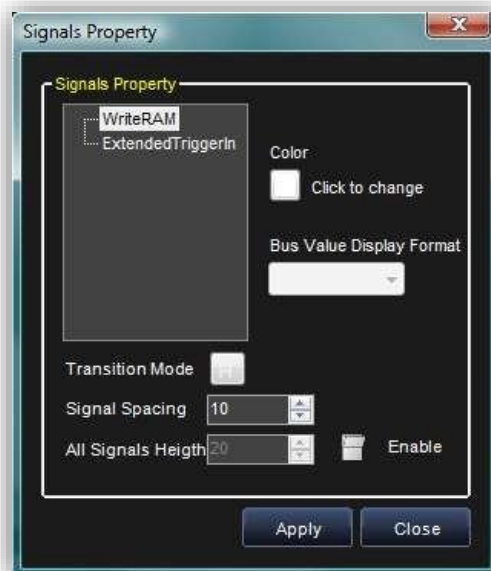 Signals Property
Signals Property
WriteRAM
ExtendedTriggerIn
Color
Click to change
Bus Value Display Format
Transition Mode
Signal Spacing 10
All Signals Heigth 20 Enable
Apply Close